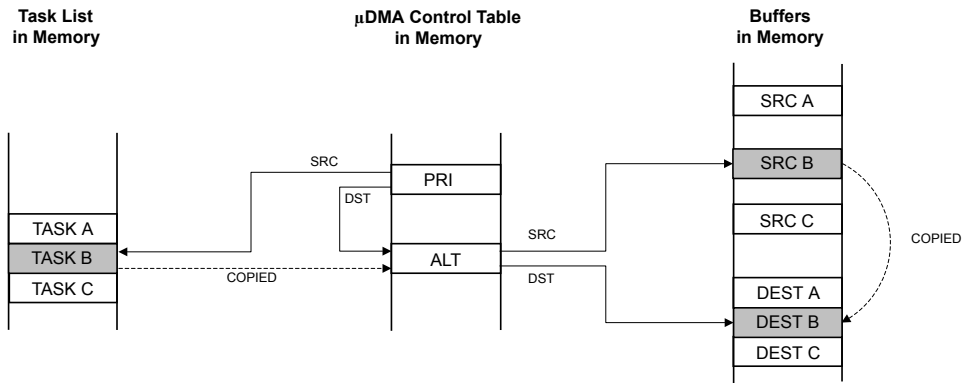 Task List
in Memory
μDMA Control Table
in Memory
Buffers
in Memory
SRC A
SRC
SRC B
PRI
DST
TASK A
SRC C
SRC
COPIED
TASK B
ALT
COPIED
DST
TASK C
DEST A
DEST B
DEST C